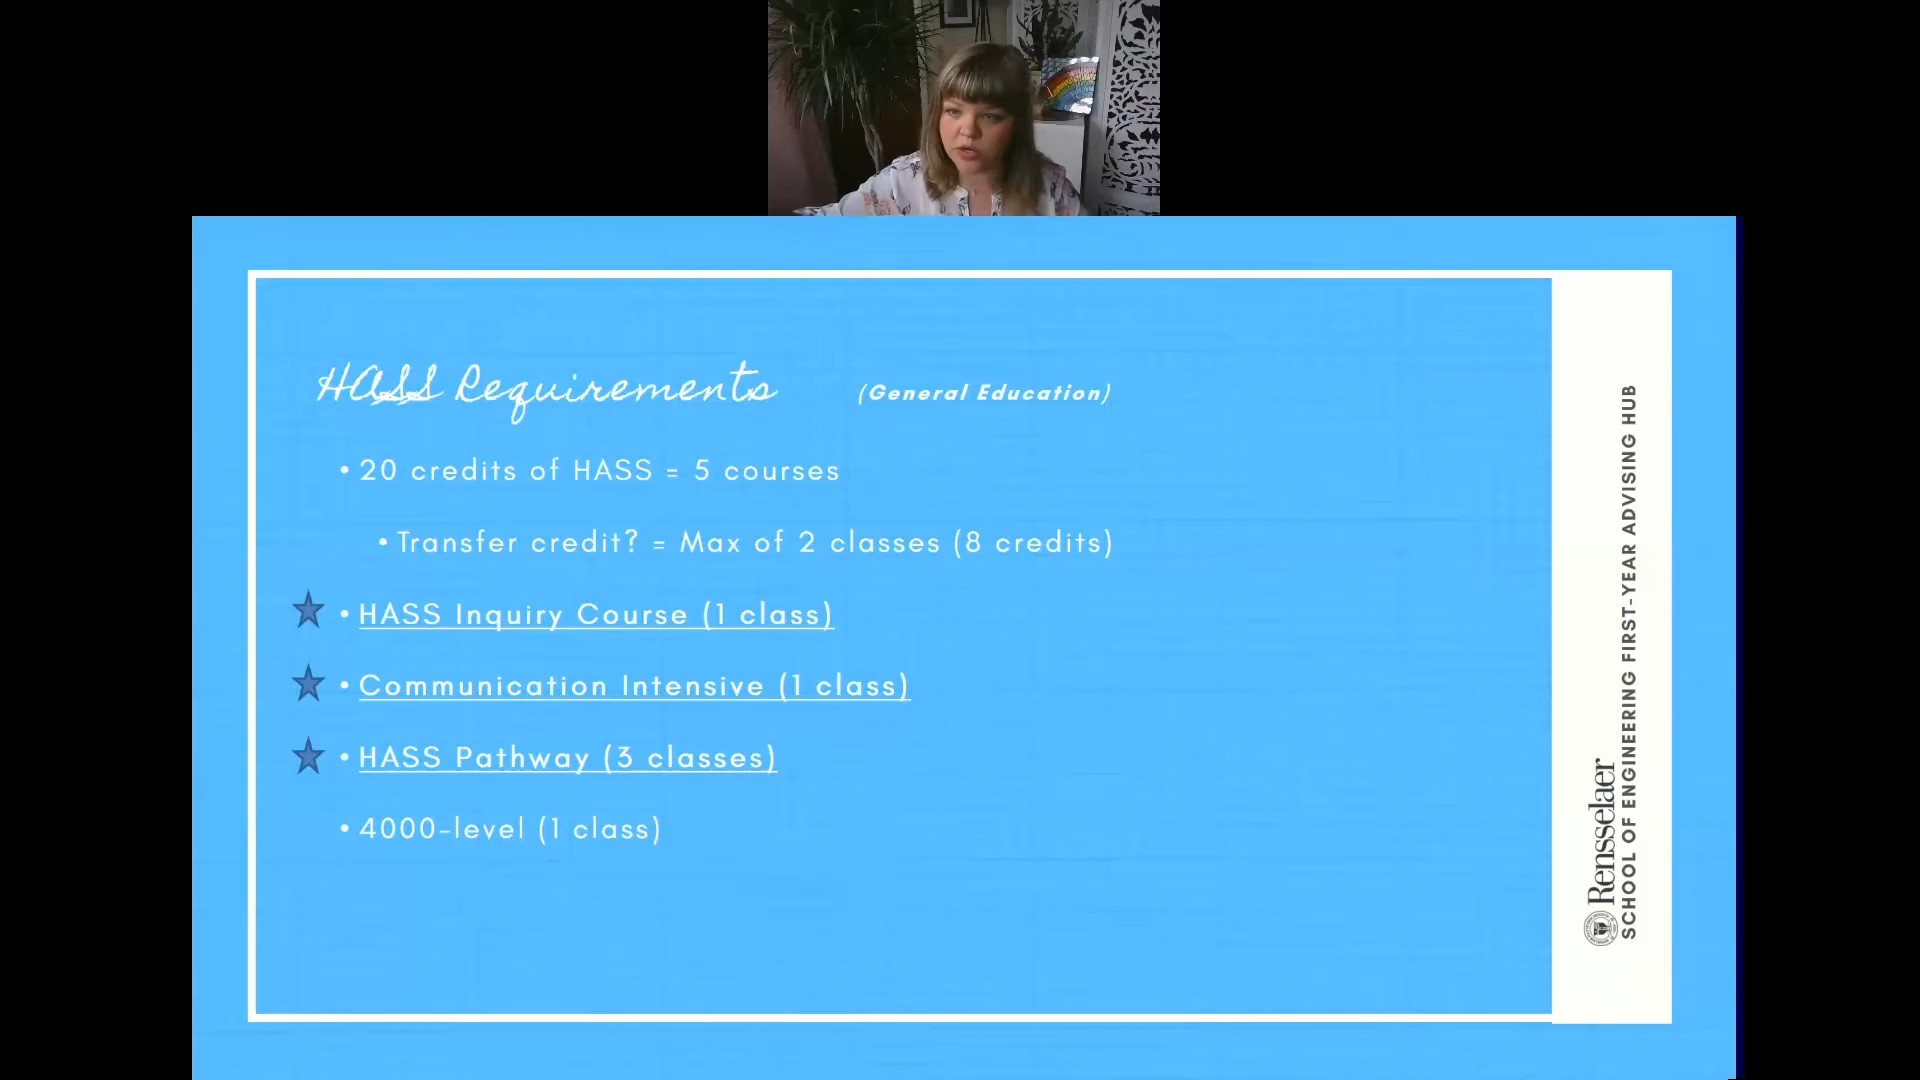 HASS Requirements (General Education)
• 20 credits of HASS = 5 courses
• Transfer credit? = Max of 2 classes (8 credits)
• HASS Inquiry Course (1 class)
• Communication Intensive (1 class)
• HASS Pathway (3 classes)
• 4000-level (1 class)
Rensselaer
SCHOOL OF ENGINEERING FIRST-YEAR ADVISING HUB